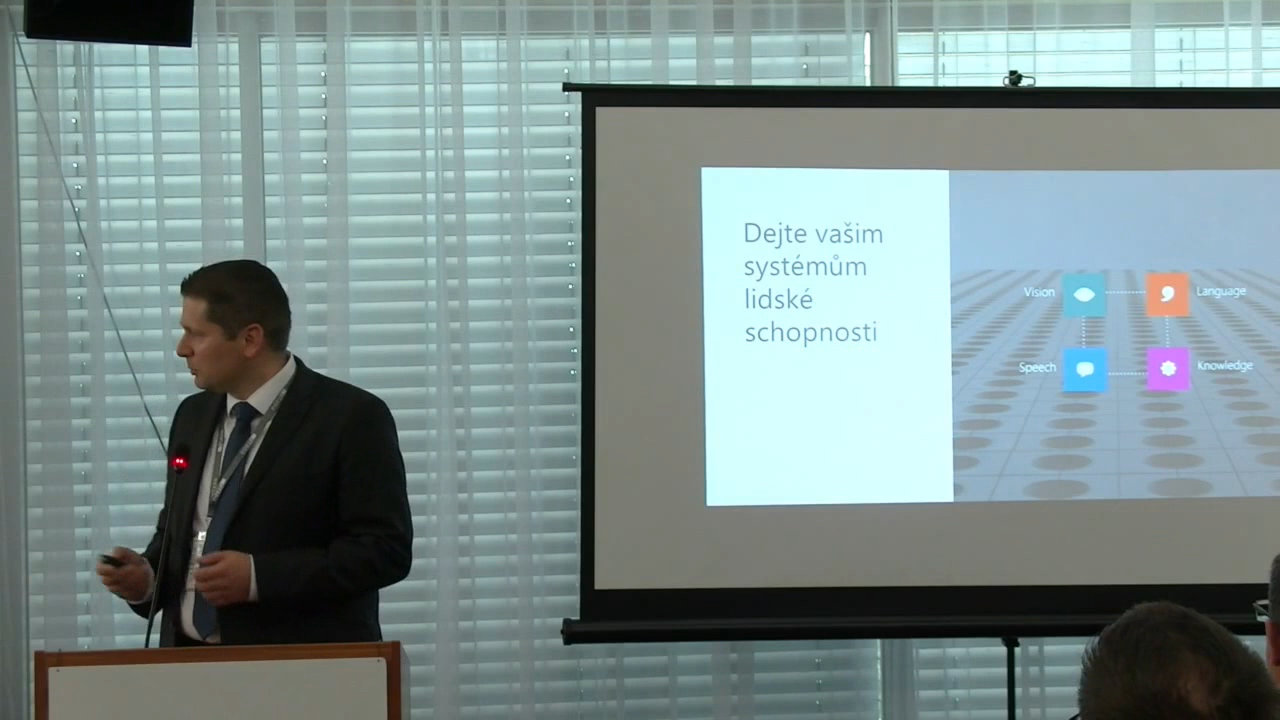 Dejte vašim
systémům
lidské
schopnosti
Vision
Language
Speech
Knowledge